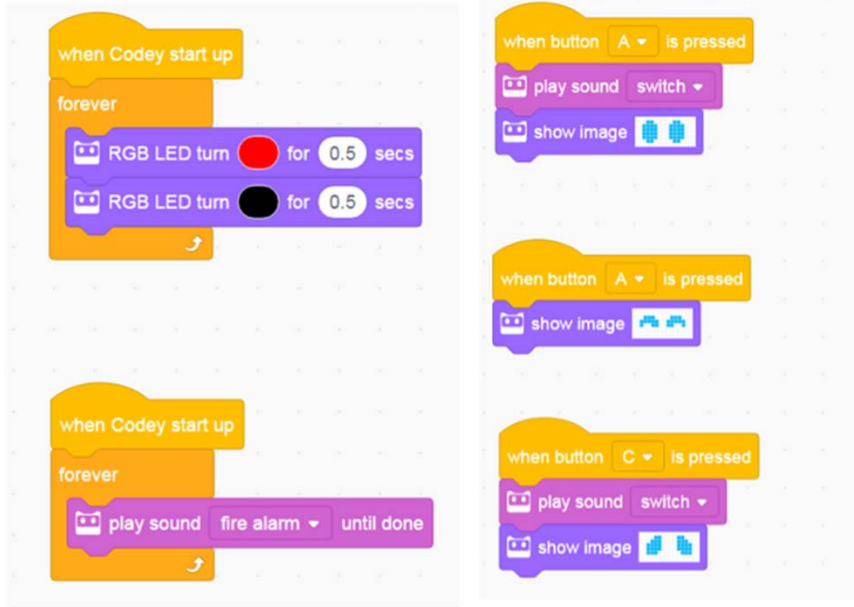 when Codey start up
forever
RGB LED turn for 0.5 secs
RGB LED turn for 0.5 secs
when Codey start up
forever
play sound fire alarm until done
when button A is pressed
play sound switch
show image
when button A is pressed
show image
when button C is pressed
play sound switch
show image